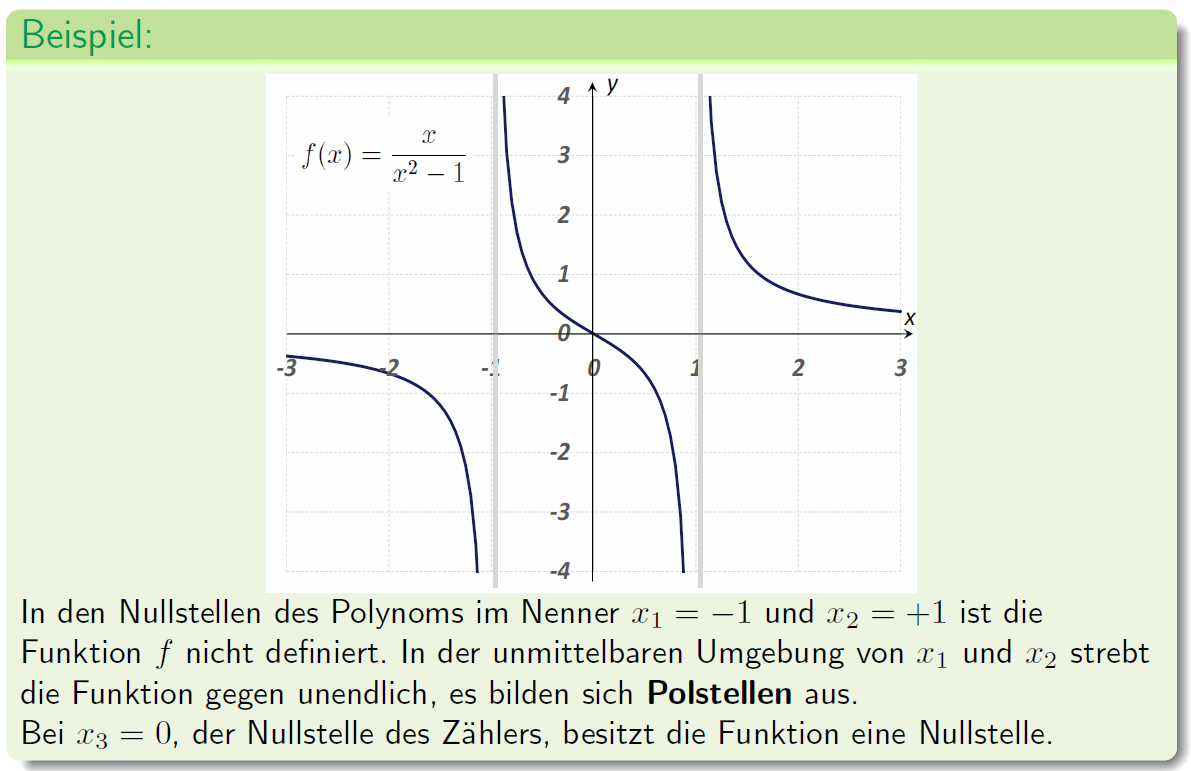 Beispiel:
y
f(x) = x / (x² − 1)
4
3
2
1
0
-1
-2
-3
-4
x
-3 -2 -1 0 1 2 3
In den Nullstellen des Polynoms im Nenner x₁ = −1 und x₂ = +1 ist die
Funktion f nicht definiert. In der unmittelbaren Umgebung von x₁ und x₂ strebt
die Funktion gegen unendlich, es bilden sich Polstellen aus.
Bei x₃ = 0, der Nullstelle des Zählers, besitzt die Funktion eine Nullstelle.